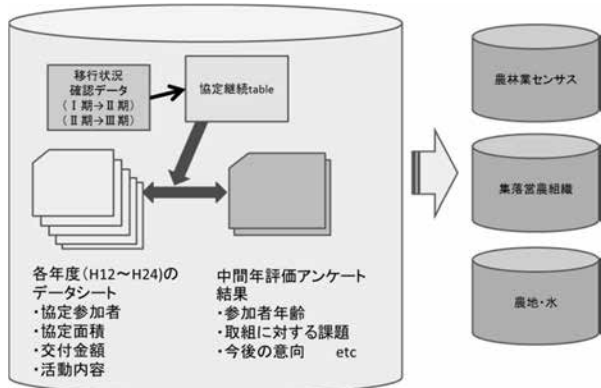 移行状況
確認データ
(Ⅰ期→Ⅱ期)
(Ⅱ期→Ⅲ期)
協定継続table
各年度(H12～H24)の
データシート
・協定参加者
・協定面積
・交付金額
・活動内容
中間年評価アンケート
結果
・参加者年齢
・取組に対する課題
・今後の意向 etc
農林業センサス
集落営農組織
農地・水